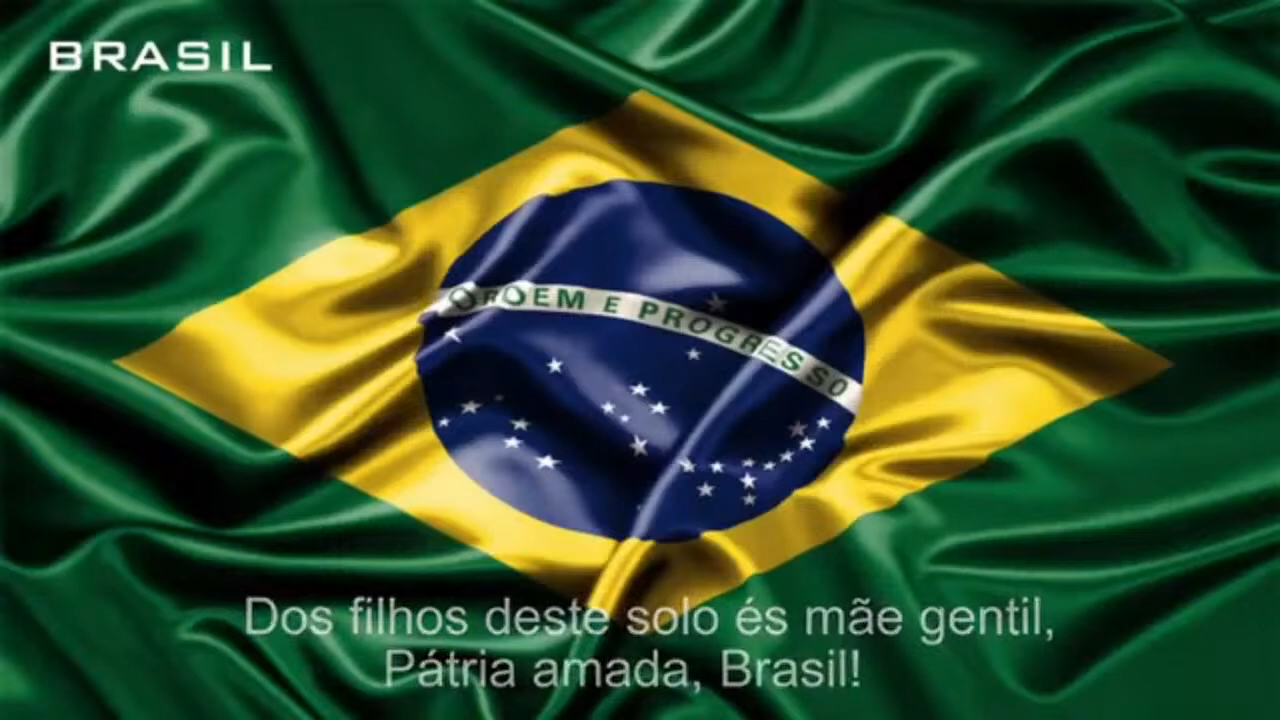 BRASIL
ORDEM E PROGRESSO
Dos filhos deste solo és mãe gentil,
Pátria amada, Brasil!